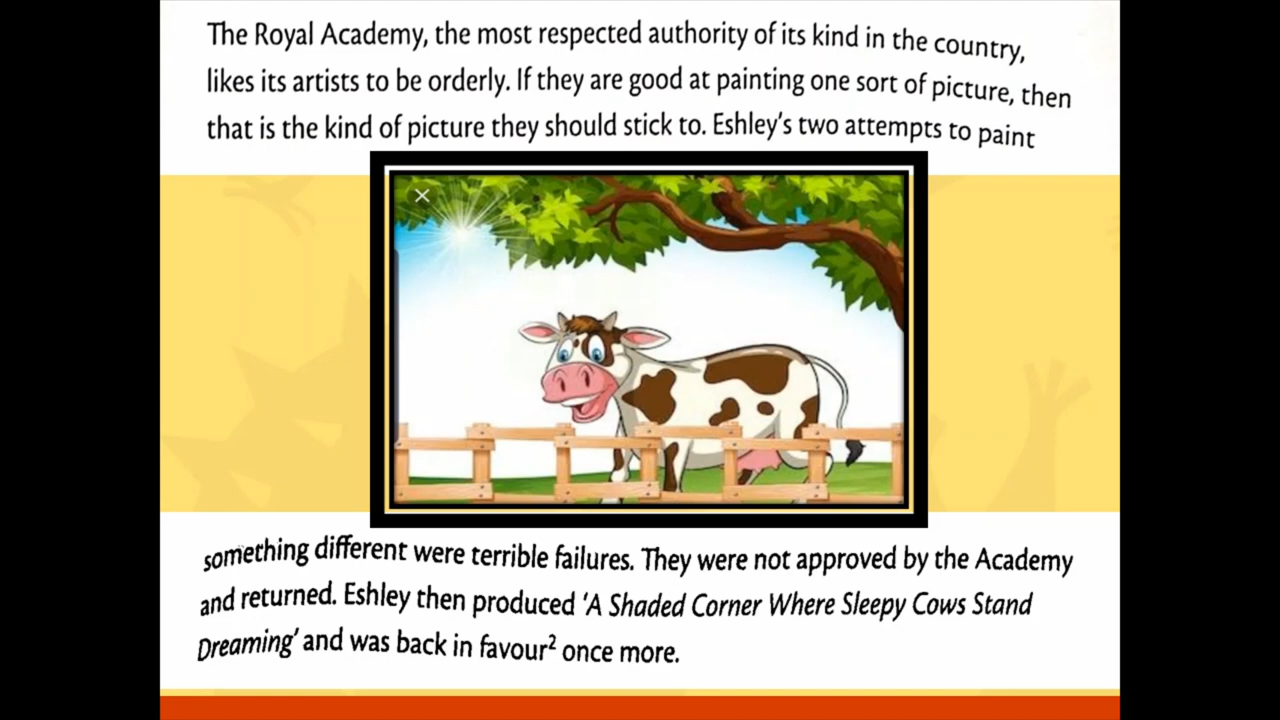 The Royal Academy, the most respected authority of its kind in the country,
likes its artists to be orderly. If they are good at painting one sort of picture, then
that is the kind of picture they should stick to. Eshley's two attempts to paint
something different were terrible failures. They were not approved by the Academy
and returned. Eshley then produced 'A Shaded Corner Where Sleepy Cows Stand
Dreaming' and was back in favour² once more.